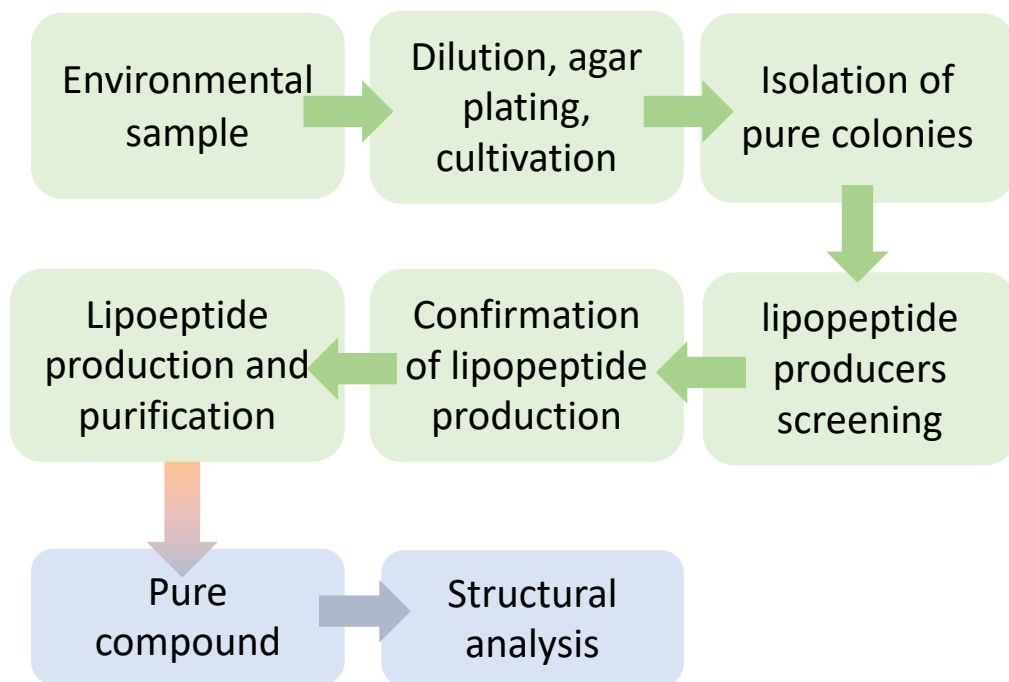 Environmental
sample
Dilution, agar
plating,
cultivation
Isolation of
pure colonies
lipopeptide
producers
screening
Confirmation
of lipopeptide
production
Lipoeptide
production and
purification
Pure
compound
Structural
analysis